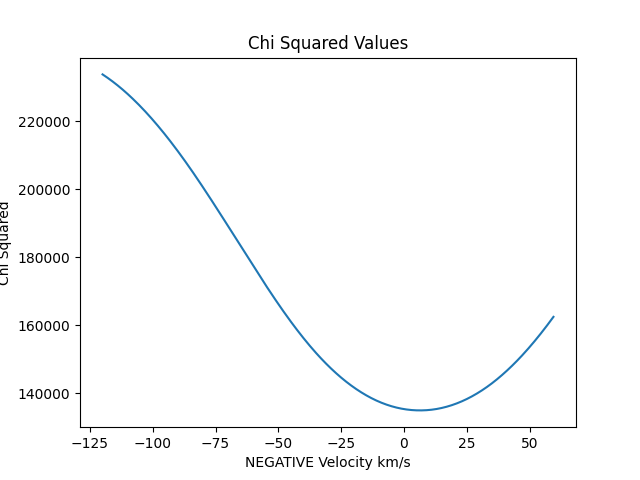 Chi Squared Values
220000
200000
180000
160000
140000
Chi Squared
−125 −100 −75 −50 −25 0 25 50
NEGATIVE Velocity km/s